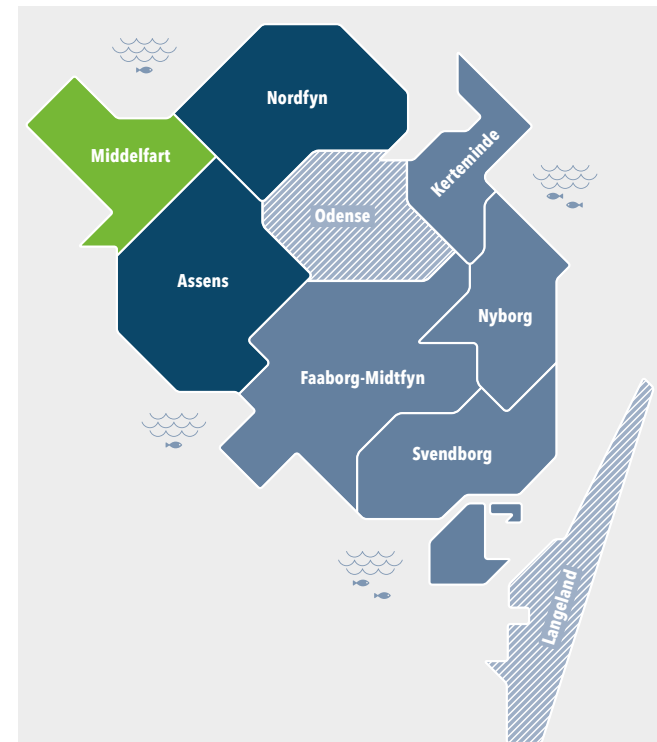 Nordfyn
Middelfart
Kerteminde
Odense
Assens
Nyborg
Faaborg-Midtfyn
Svendborg
Langeland